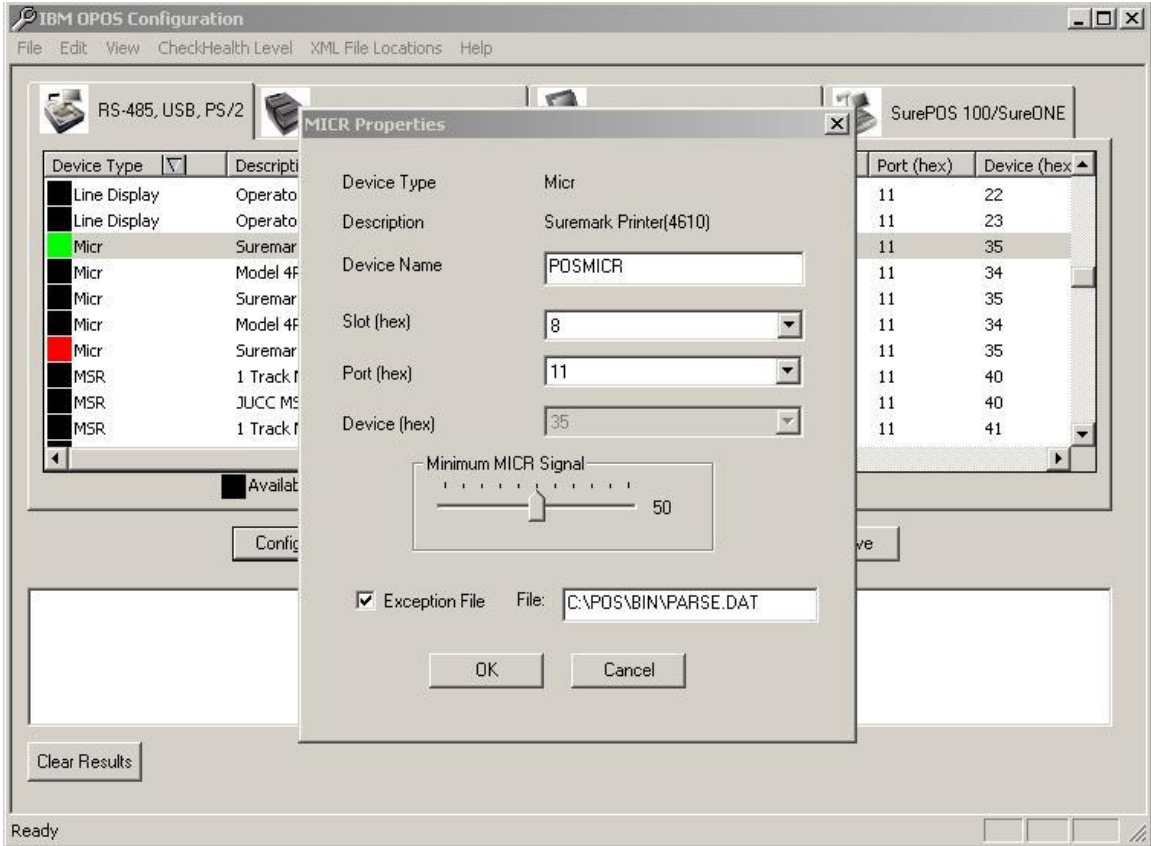 IBM OPOS Configuration
File Edit View CheckHealth Level XML File Locations Help
RS-485, USB, PS/2
SurePOS 100/SureONE
MICR Properties
Device Type Descripti Port (hex) Device (hex
Line Display Operato 11 22
Line Display Operato 11 23
Micr Suremar 11 35
Micr Model 4P 11 34
Micr Suremar 11 35
Micr Model 4P 11 34
Micr Suremar 11 35
MSR 1 Track 11 40
MSR JUCC MS 11 40
MSR 1 Track 11 41
Availab
Config
ve
Device Type Micr
Description Suremark Printer(4610)
Device Name POSMICR
Slot (hex) 8
Port (hex) 11
Device (hex) 35
Minimum MICR Signal
50
Exception File File: C:\POS\BIN\PARSE.DAT
OK Cancel
Clear Results
Ready